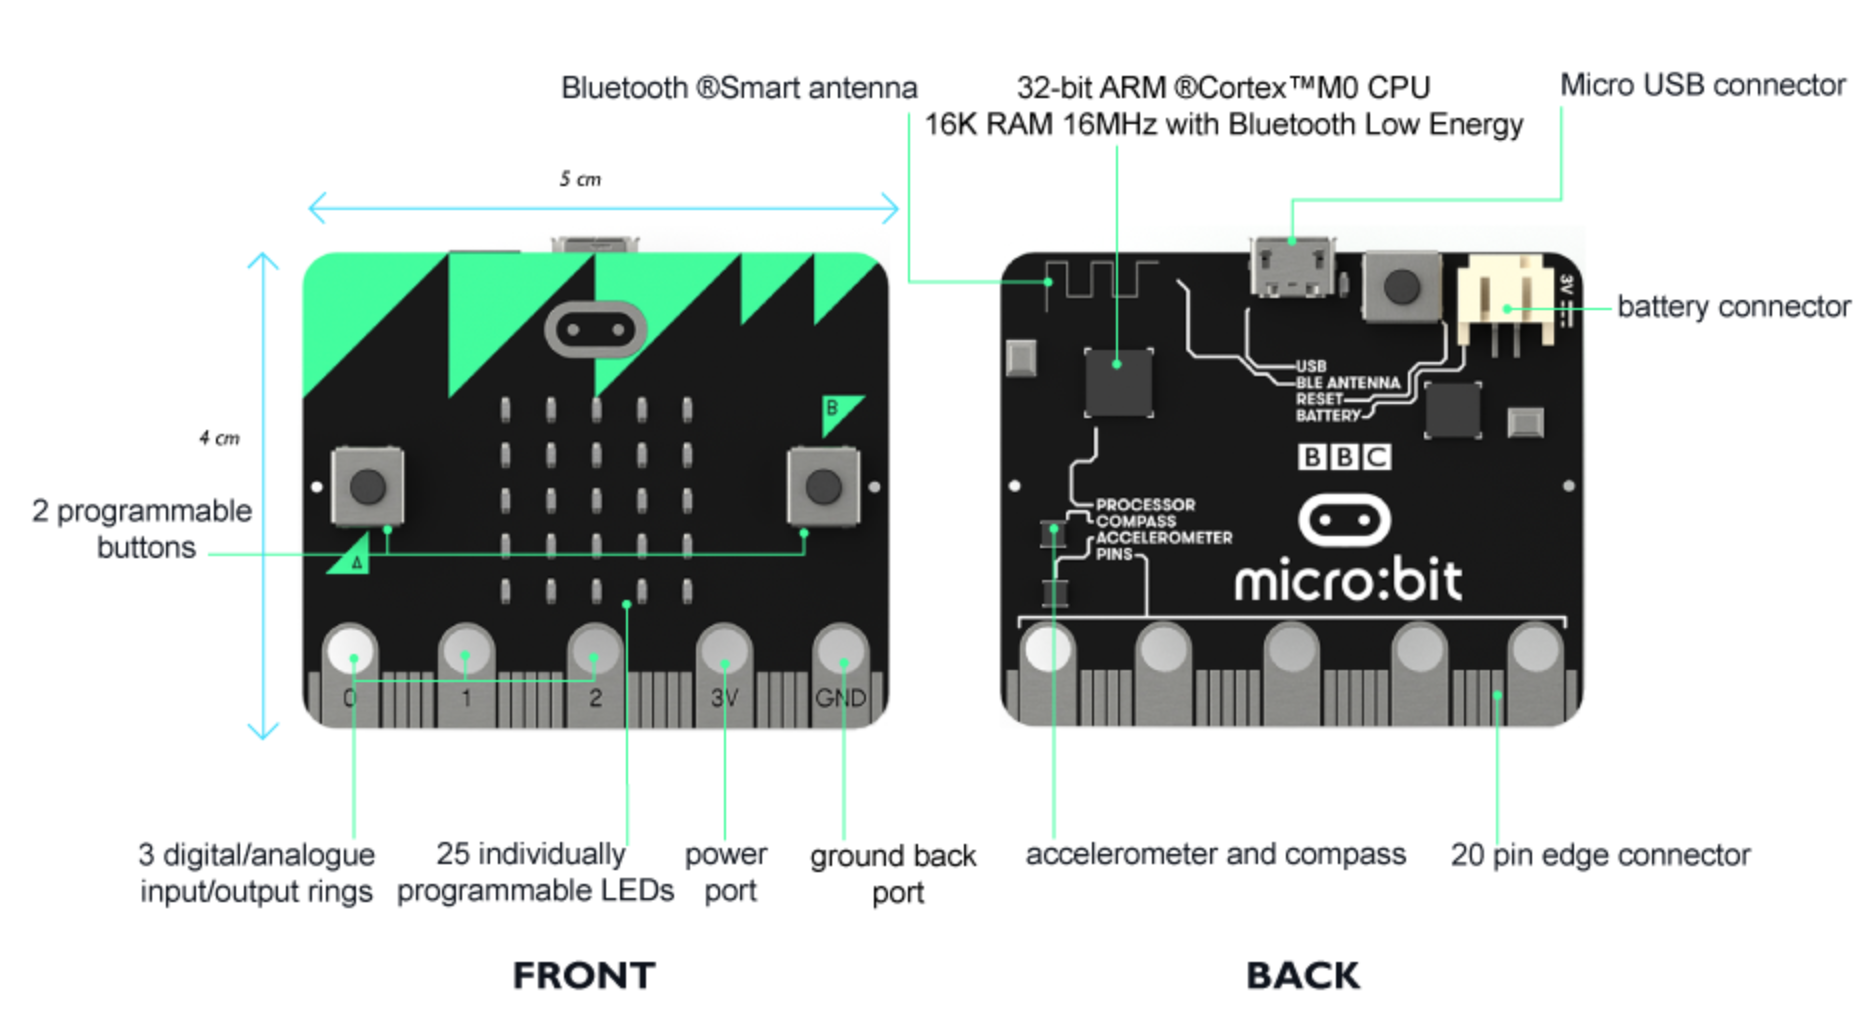 Bluetooth ®Smart antenna
32-bit ARM ®Cortex™M0 CPU
16K RAM 16MHz with Bluetooth Low Energy
Micro USB connector
5 cm
4 cm
2 programmable
buttons
B
A
0
1
2
3V
GND
3 digital/analogue
input/output rings
25 individually
programmable LEDs
power
port
ground back
port
FRONT
battery connector
3V
USB
BLE ANTENNA
RESET
BATTERY
BBC
PROCESSOR
COMPASS
ACCELEROMETER
PINS
micro:bit
accelerometer and compass
20 pin edge connector
BACK